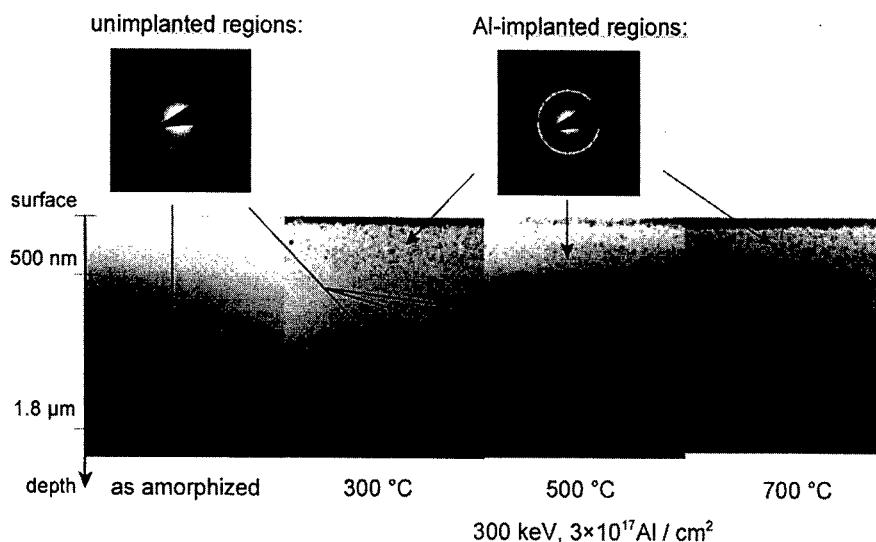 unimplanted regions:
Al-implanted regions:
surface
500 nm
1.8 µm
depth
as amorphized
300 °C
500 °C
700 °C
300 keV, 3×10¹⁷Al / cm²